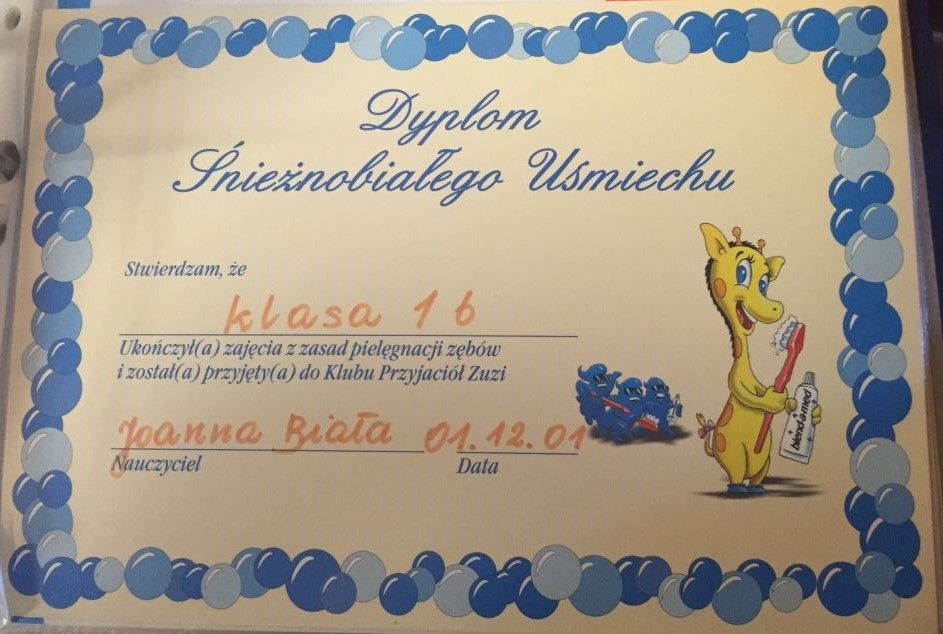 Dyplom
Śnieżnobiałego Uśmiechu
Stwierdzam, że
klasa 1 b
Ukończył(a) zajęcia z zasad pielęgnacji zębów
i został(a) przyjęty(a) do Klubu Przyjaciół Zuzi
Joanna Biała 01.12.01
Nauczyciel Data
blend-a-med